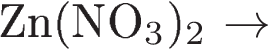 Zn(NO₃)₂ →